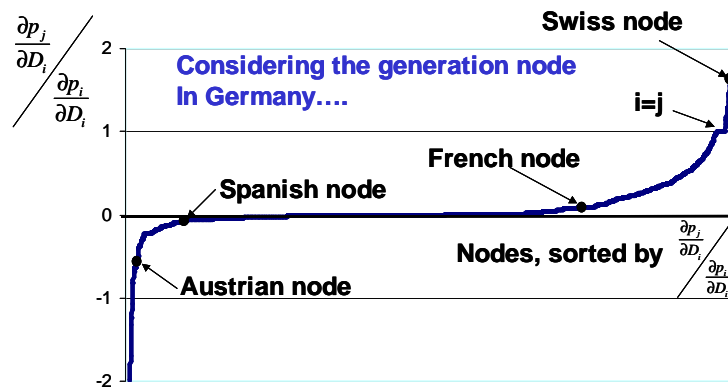 Swiss node
∂p_j/∂D_i / ∂p_i/∂D_i
2
Considering the generation node
In Germany....
i=j
1
French node
Spanish node
0
Nodes, sorted by ∂p_j/∂D_i / ∂p_i/∂D_i
Austrian node
-1
-2